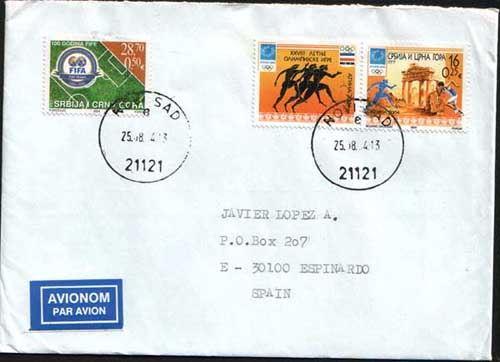 100 GODINA FIFE
28,70
0,50€
FIFA
SRBIJA I CRNA GORA
XXVIII ЛЕТЊЕ
ОЛИМПИЈСКЕ ИГРЕ
СРБИЈА И ЦРНА ГОРА
16
0,25
SAD
25.08. 4.13
21121
NO
25. 08. 4.13
21121
JAVIER LOPEZ A.
P.O.Box 207
E - 30100 ESPINARDO
SPAIN
AVIONOM
PAR AVION